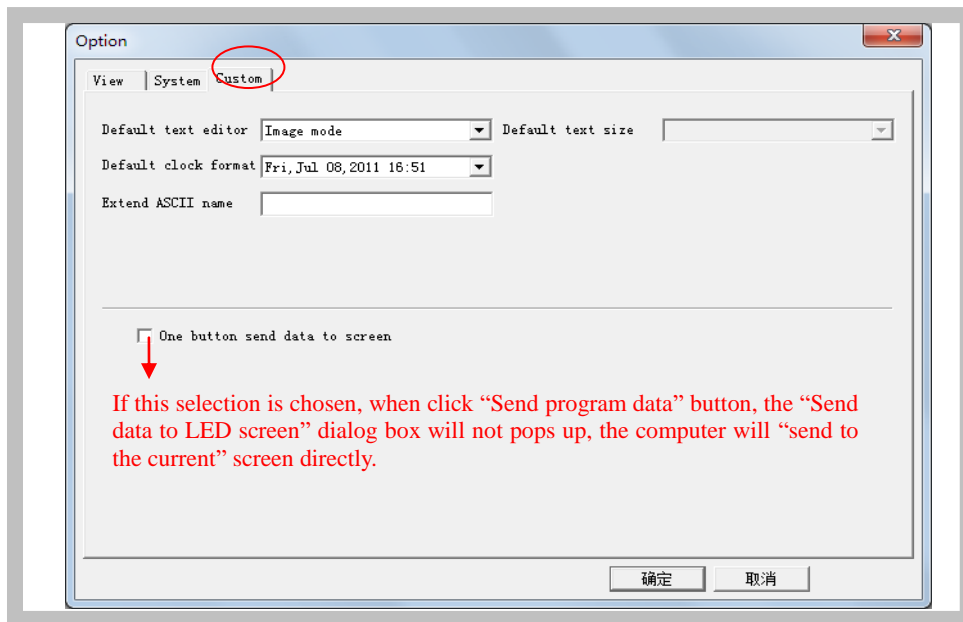 Option
View System Custom
Default text editor Image mode Default text size
Default clock format Fri, Jul 08, 2011 16:51
Extend ASCII name
One button send data to screen
If this selection is chosen, when click “Send program data” button, the “Send
data to LED screen” dialog box will not pops up, the computer will “send to
the current” screen directly.
确定 取消